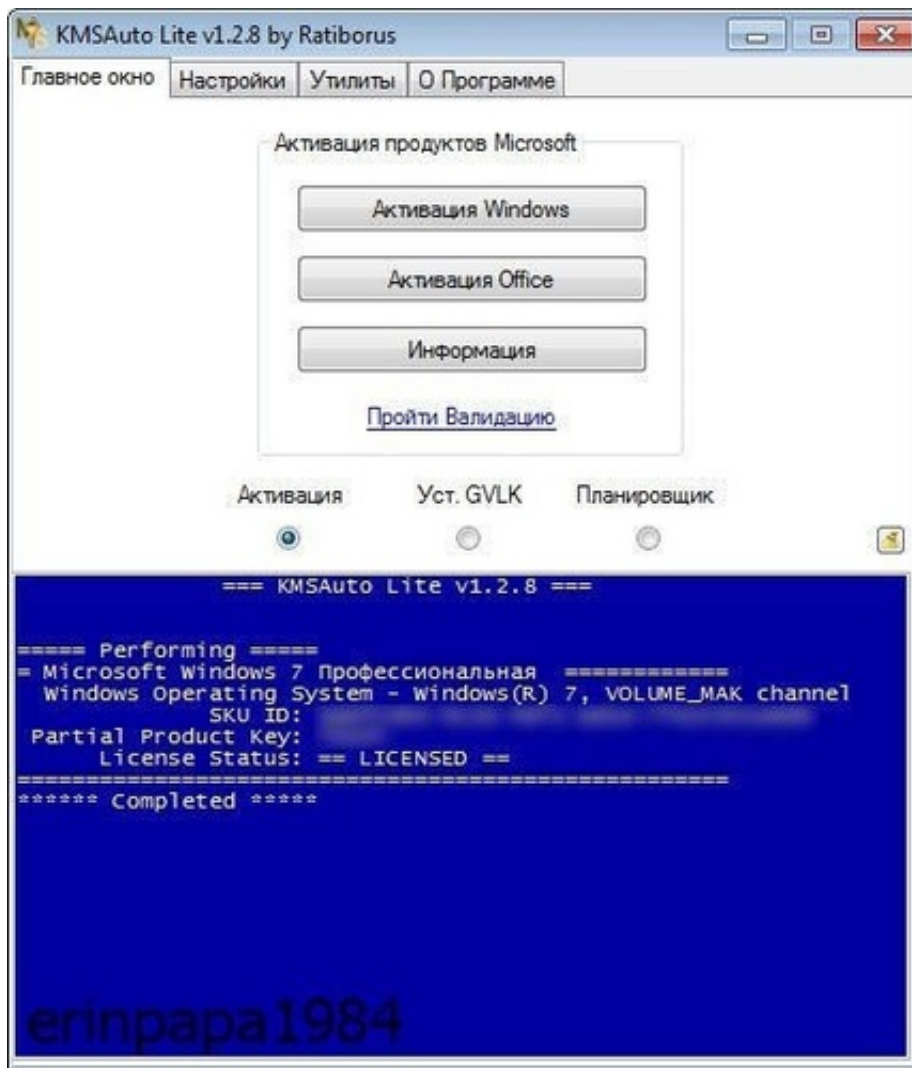 KMSAuto Lite v1.2.8 by Ratiborus
Главное окно Настройки Утилиты О Программе
Активация продуктов Microsoft
Активация Windows
Активация Office
Информация
Пройти Валидацию
Активация Уст. GVLK Планировщик
=== KMSAuto Lite v1.2.8 ===
===== Performing =====
= Microsoft Windows 7 Профессиональная ============
Windows Operating System - Windows(R) 7, VOLUME_MAK channel
SKU ID:
Partial Product Key:
License Status: == LICENSED ==
****** Completed *****
erinpapa1984